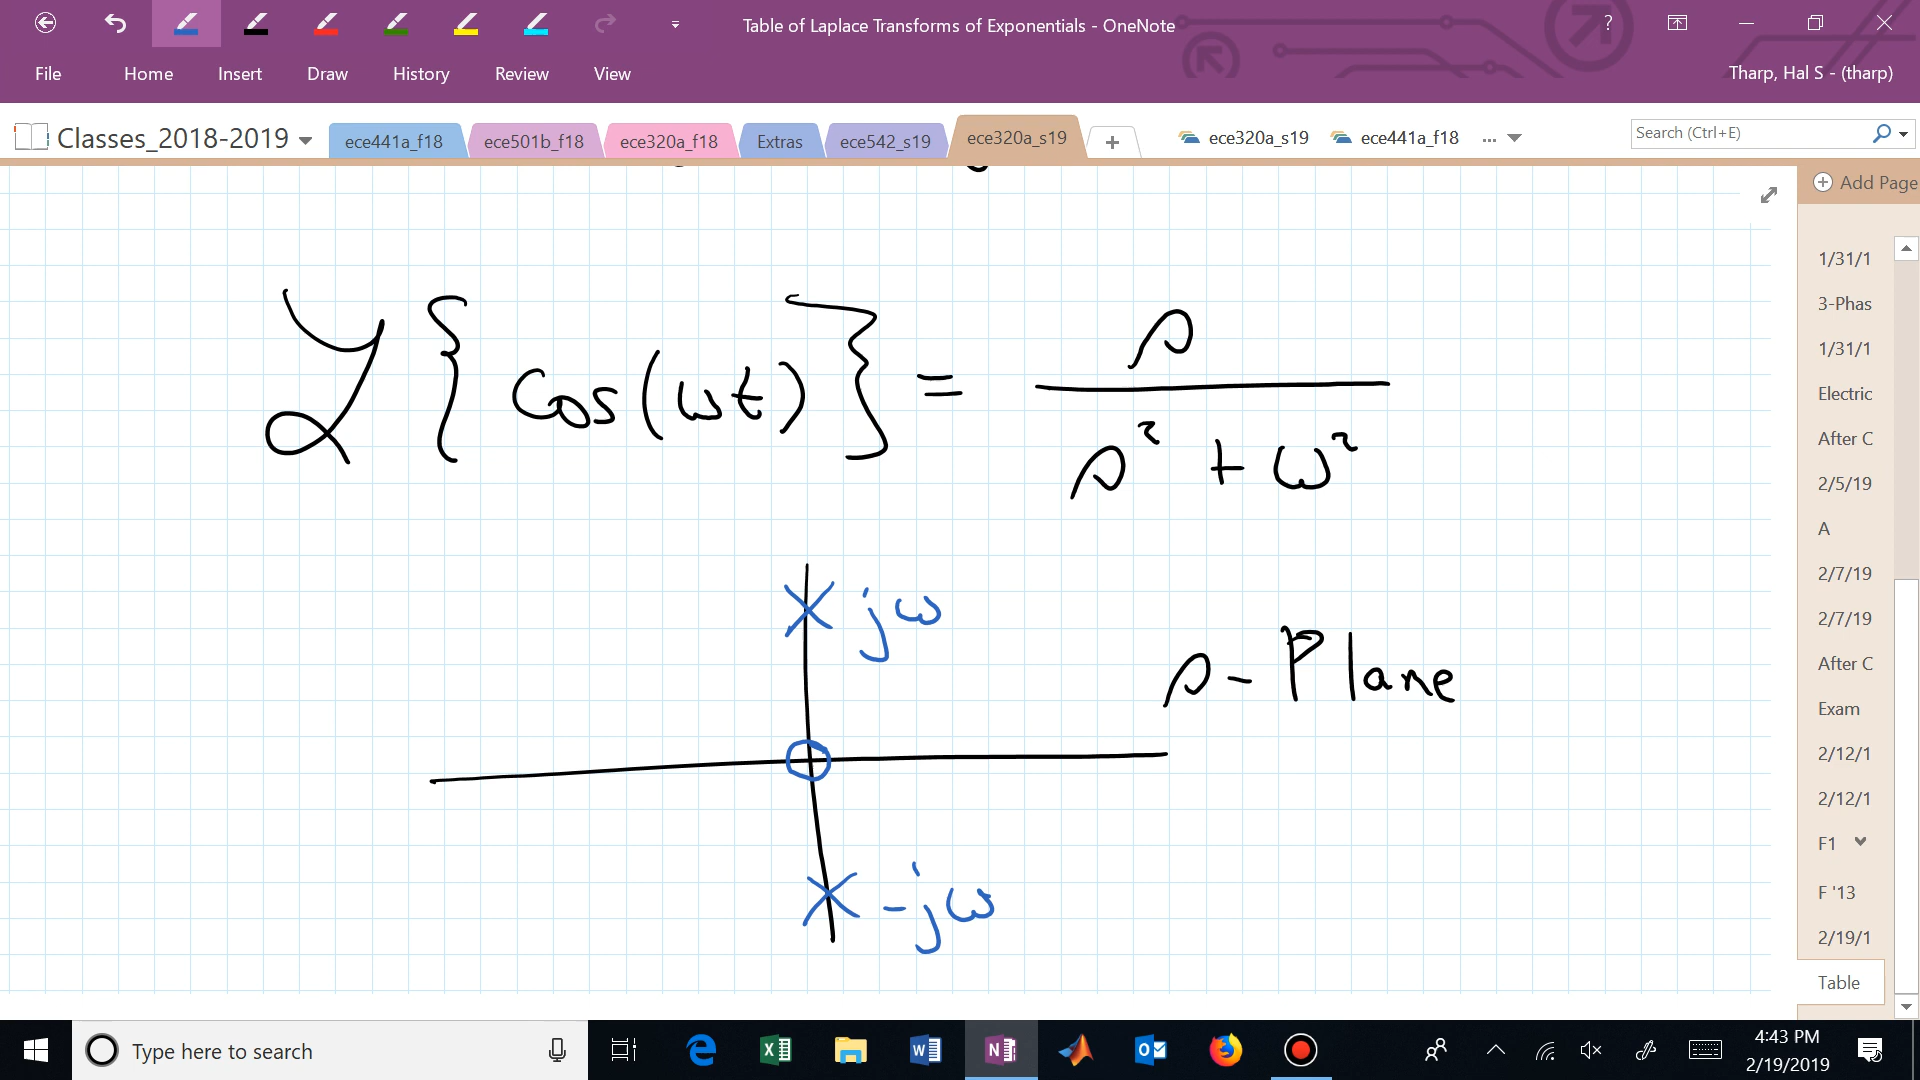 Table of Laplace Transforms of Exponentials - OneNote
?
File Home Insert Draw History Review View
Tharp, Hal S - (tharp)
Classes_2018-2019
ece441a_f18 ece501b_f18 ece320a_f18 Extras ece542_s19 ece320a_s19 +
ece320a_s19 ece441a_f18 ...
Search (Ctrl+E)
Add Page
1/31/1
3-Phas
1/31/1
Electric
After C
2/5/19
A
2/7/19
2/7/19
After C
Exam
2/12/1
2/12/1
F1
F '13
2/19/1
Table
ℒ{cos(ωt)} = s / (s² + ω²)
jω
s-Plane
-jω
Type here to search
4:43 PM
2/19/2019